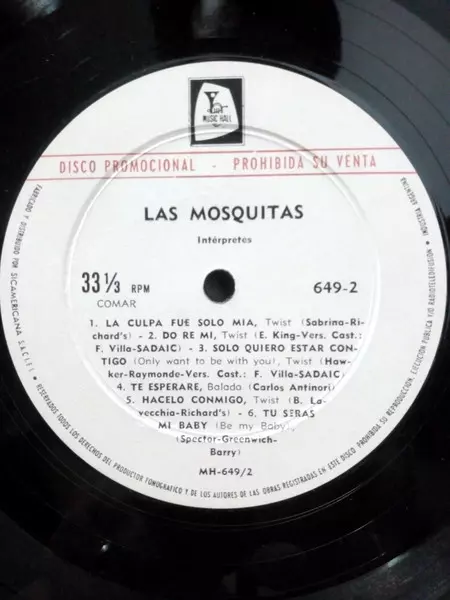 MUSIC HALL
DISCO PROMOCIONAL - PROHIBIDA SU VENTA
LAS MOSQUITAS
Intérpretes
33 1/3 RPM
COMAR
649-2
1. LA CULPA FUE SOLO MIA, Twist (Sabrina-Ri-
chard's) - 2. DO RE MI, Twist (E. King-Vers. Cast.:
F. Villa-SADAIC) - 3. SOLO QUIERO ESTAR CON-
TIGO (Only want to be with you), Twist (Haw-
ker-Raymonde-Vers. Cast.: F. Villa-SADAIC)
4. TE ESPERARE, Balada (Carlos Antinori)
5. HACELO CONMIGO, Twist (B. La-
vecchia-Richard's) - 6. TU SERAS
MI BABY (Be my Baby),
(Spector-Greenwich-
Barry)
MH-649/2
FABRICADO Y DISTRIBUIDO POR SICAMERICANA S.A.C.I.F.I.
RESERVADOS TODOS LOS DERECHOS DEL PRODUCTOR FONOGRAFICO Y DE LOS AUTORES DE LAS OBRAS REGISTRADAS EN ESTE DISCO PROHIBIDA SU REPRODUCCION, EJECUCION PUBLICA Y O RADIOTELEDIFUSION
INDUSTRIA ARGENTINA